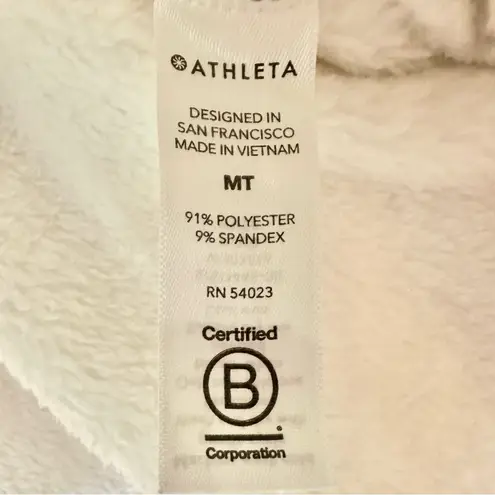 ATHLETA
DESIGNED IN
SAN FRANCISCO
MADE IN VIETNAM
MT
91% POLYESTER
9% SPANDEX
RN 54023
Certified
B
Corporation